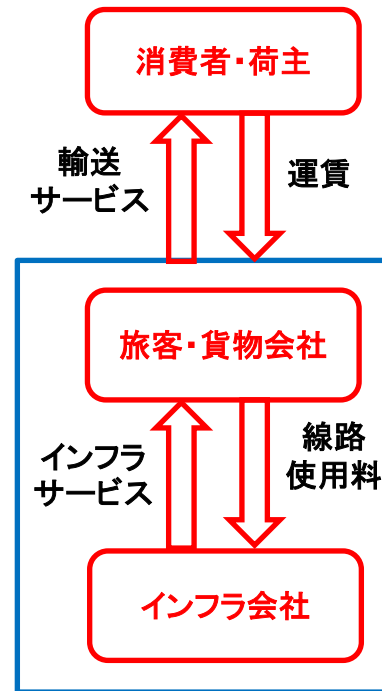 消費者・荷主
輸送
サービス
運賃
旅客・貨物会社
インフラ
サービス
線路
使用料
インフラ会社